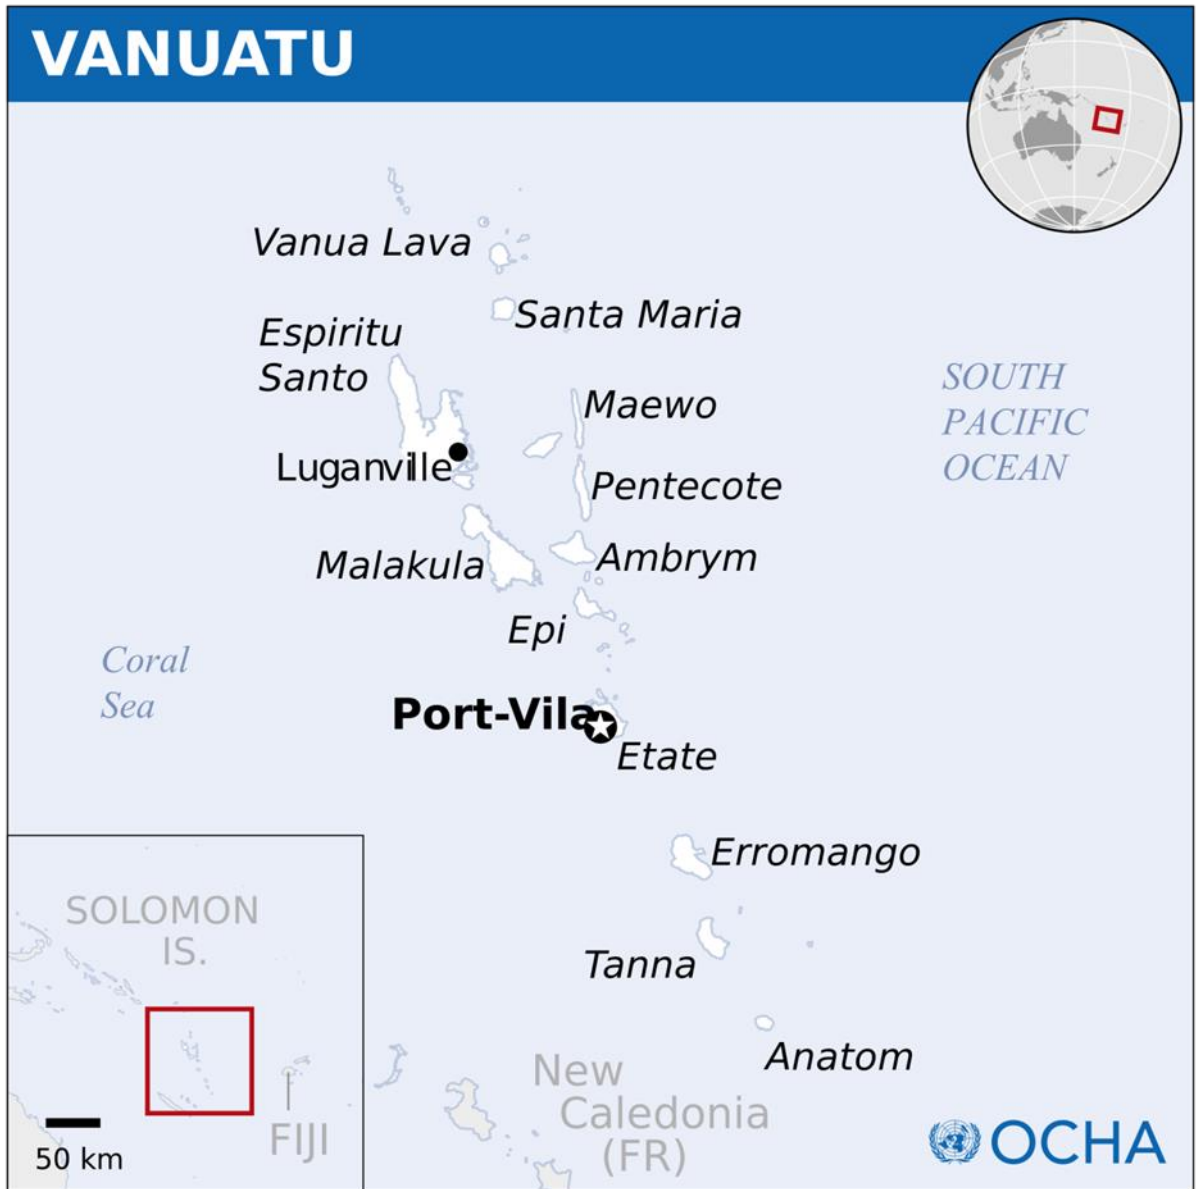 VANUATU
Vanua Lava
Santa Maria
Espiritu
Santo
Maewo
SOUTH
PACIFIC
OCEAN
Luganville
Pentecote
Malakula
Ambrym
Epi
Coral
Sea
Port-Vila
Etate
Erromango
SOLOMON
IS.
Tanna
Anatom
New
Caledonia
(FR)
FIJI
50 km
OCHA